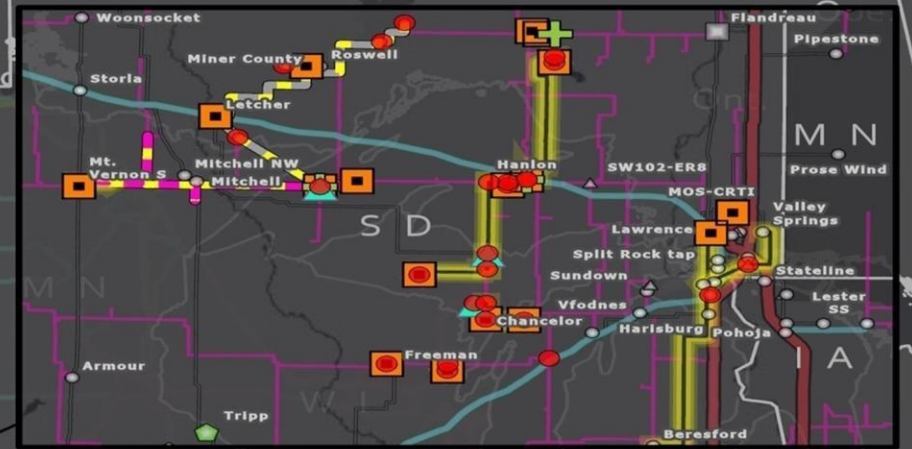 Woonsocket
Flandreau
Pipestone
Roswell
Miner County
Storla
Letcher
M N
Hanlon
SW102-ER8
Prose Wind
Mt.
Vernon S
Mitchell NW
Mitchell
MOS-CRTI
Valley
Springs
S D
Lawrence
Split Rock tap
Sundown
Stateline
M N
Lester
SS
Vfodnes
Chancelor
Harisburg
Pohoja
I A
Freeman
Armour
Tripp
Beresford